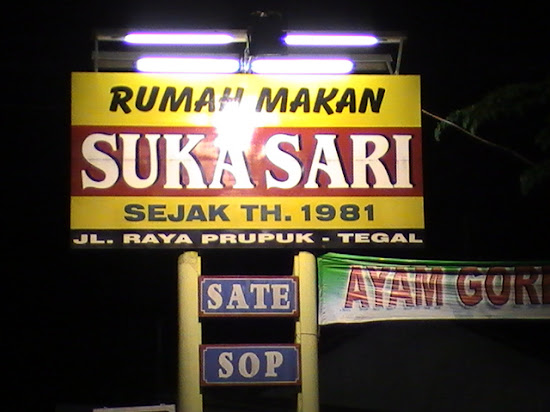 RUMAH MAKAN
SUKA SARI
SEJAK TH. 1981
JL. RAYA PRUPUK - TEGAL
SATE
SOP
AYAM